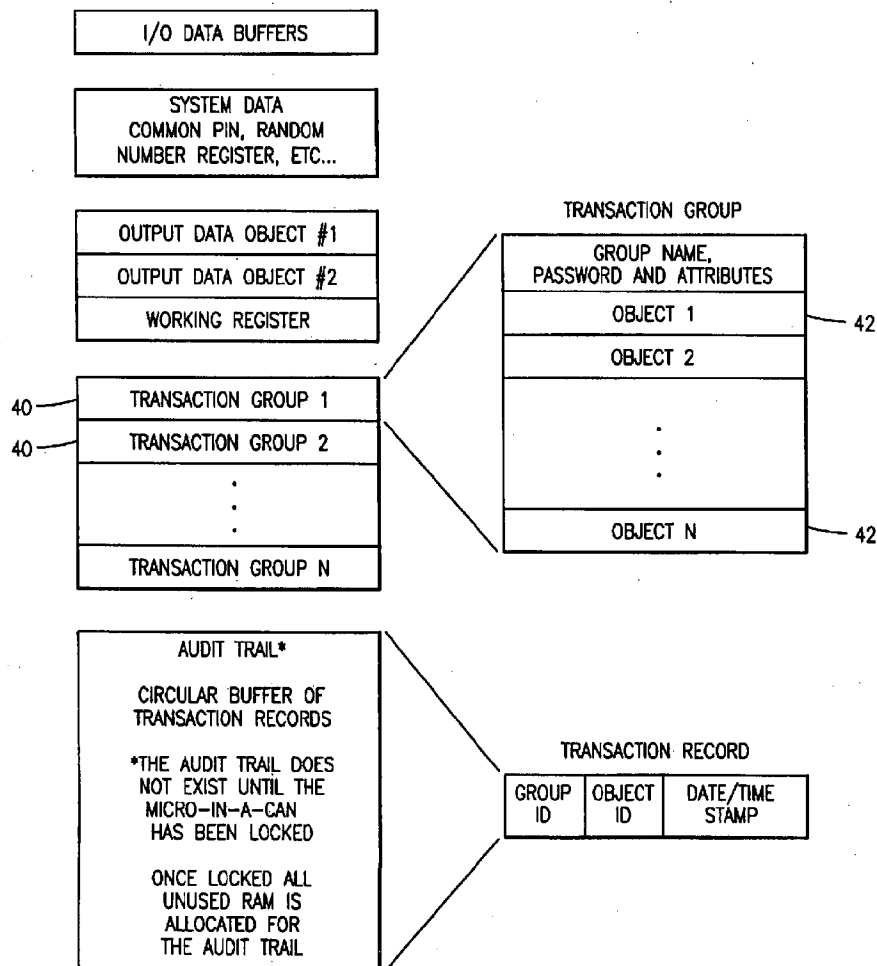 I/O DATA BUFFERS
SYSTEM DATA
COMMON PIN, RANDOM
NUMBER REGISTER, ETC...
OUTPUT DATA OBJECT #1
OUTPUT DATA OBJECT #2
WORKING REGISTER
40
TRANSACTION GROUP 1
40
TRANSACTION GROUP 2
TRANSACTION GROUP N
TRANSACTION GROUP
GROUP NAME,
PASSWORD AND ATTRIBUTES
OBJECT 1
42
OBJECT 2
OBJECT N
42
AUDIT TRAIL*
CIRCULAR BUFFER OF
TRANSACTION RECORDS
*THE AUDIT TRAIL DOES
NOT EXIST UNTIL THE
MICRO-IN-A-CAN
HAS BEEN LOCKED
ONCE LOCKED ALL
UNUSED RAM IS
ALLOCATED FOR
THE AUDIT TRAIL
TRANSACTION RECORD
GROUP
ID
OBJECT
ID
DATE/TIME
STAMP